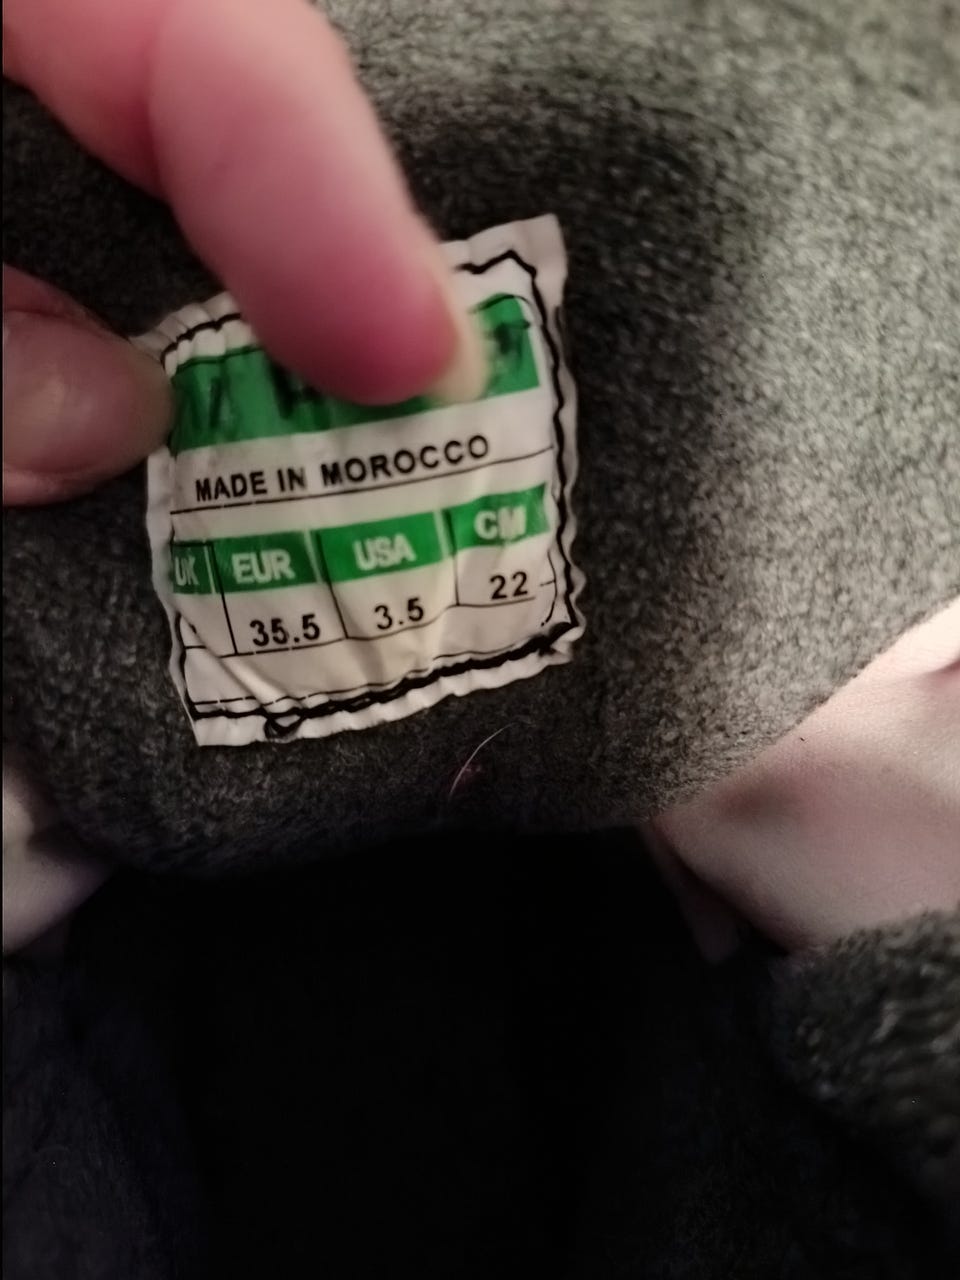 MADE IN MOROCCO
UK EUR USA CM
35.5 3.5 22